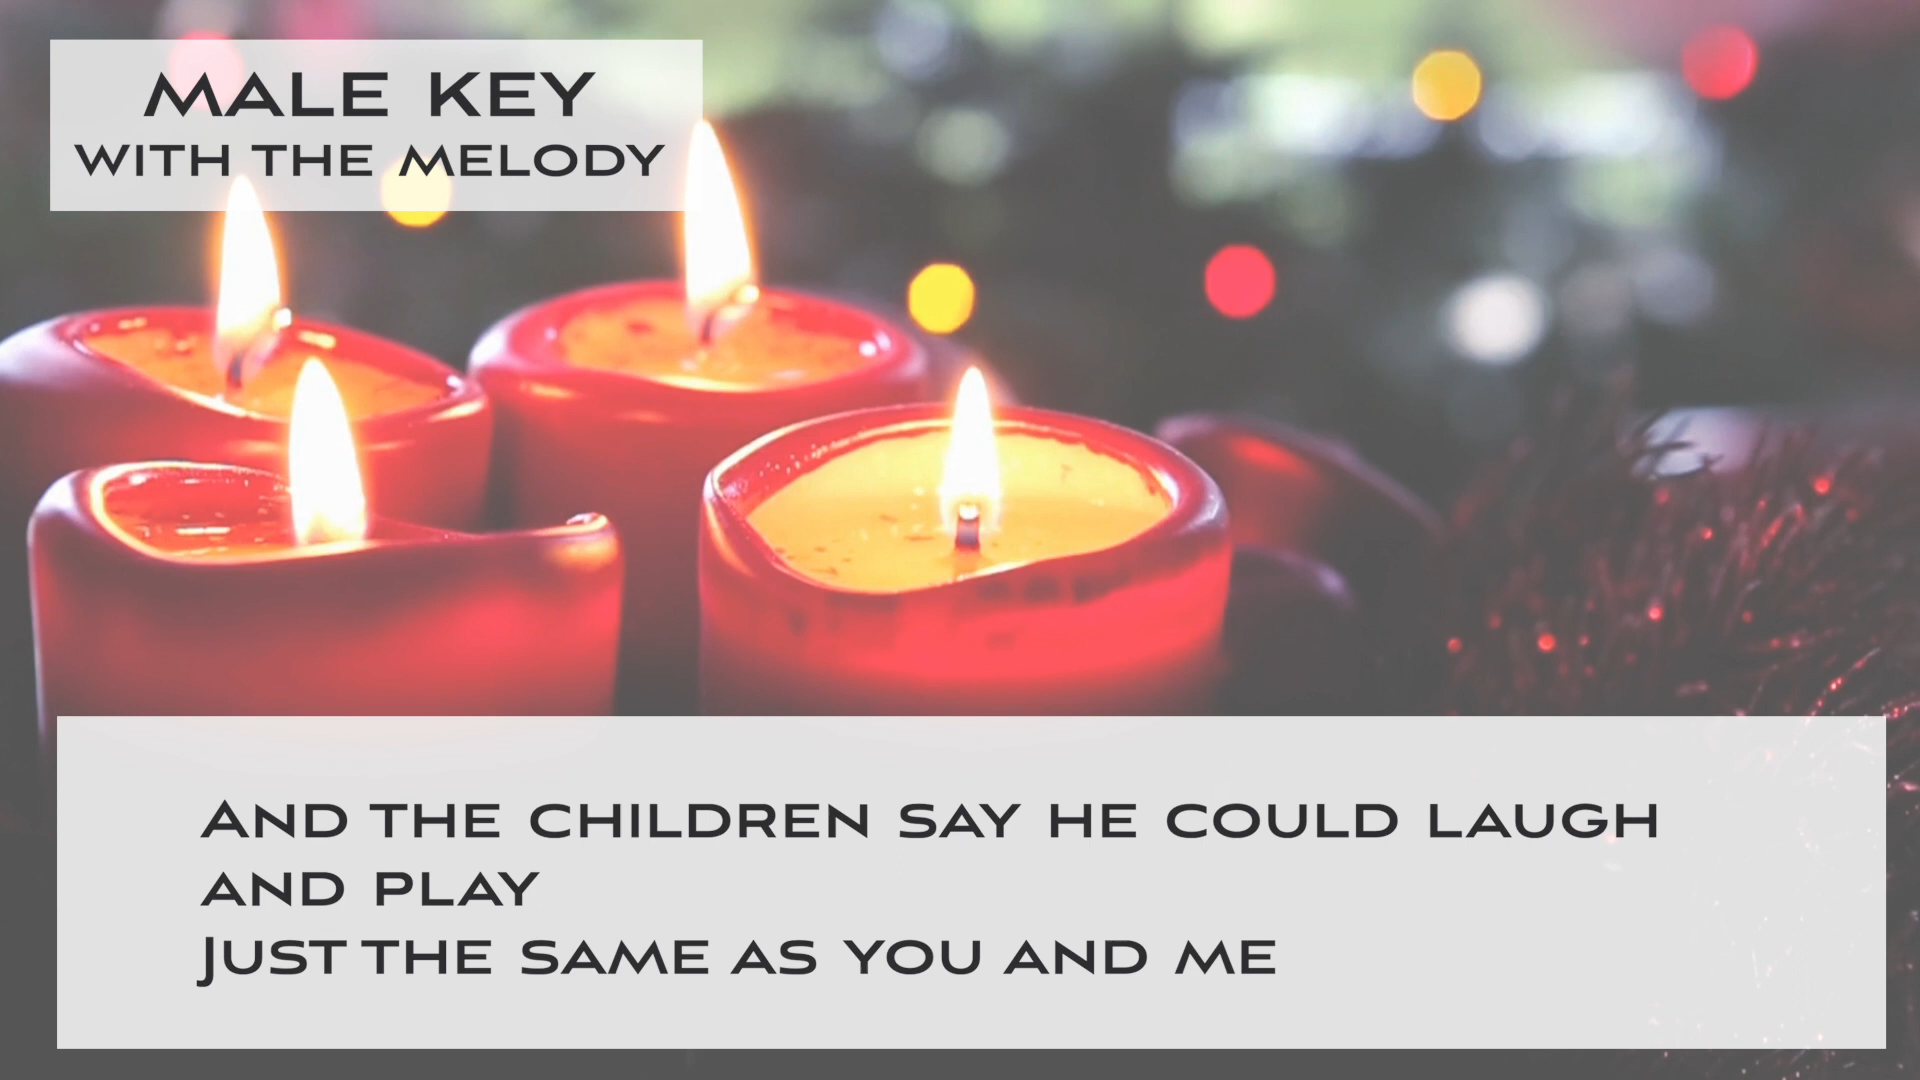 MALE KEY
WITH THE MELODY
AND THE CHILDREN SAY HE COULD LAUGH
AND PLAY
JUST THE SAME AS YOU AND ME